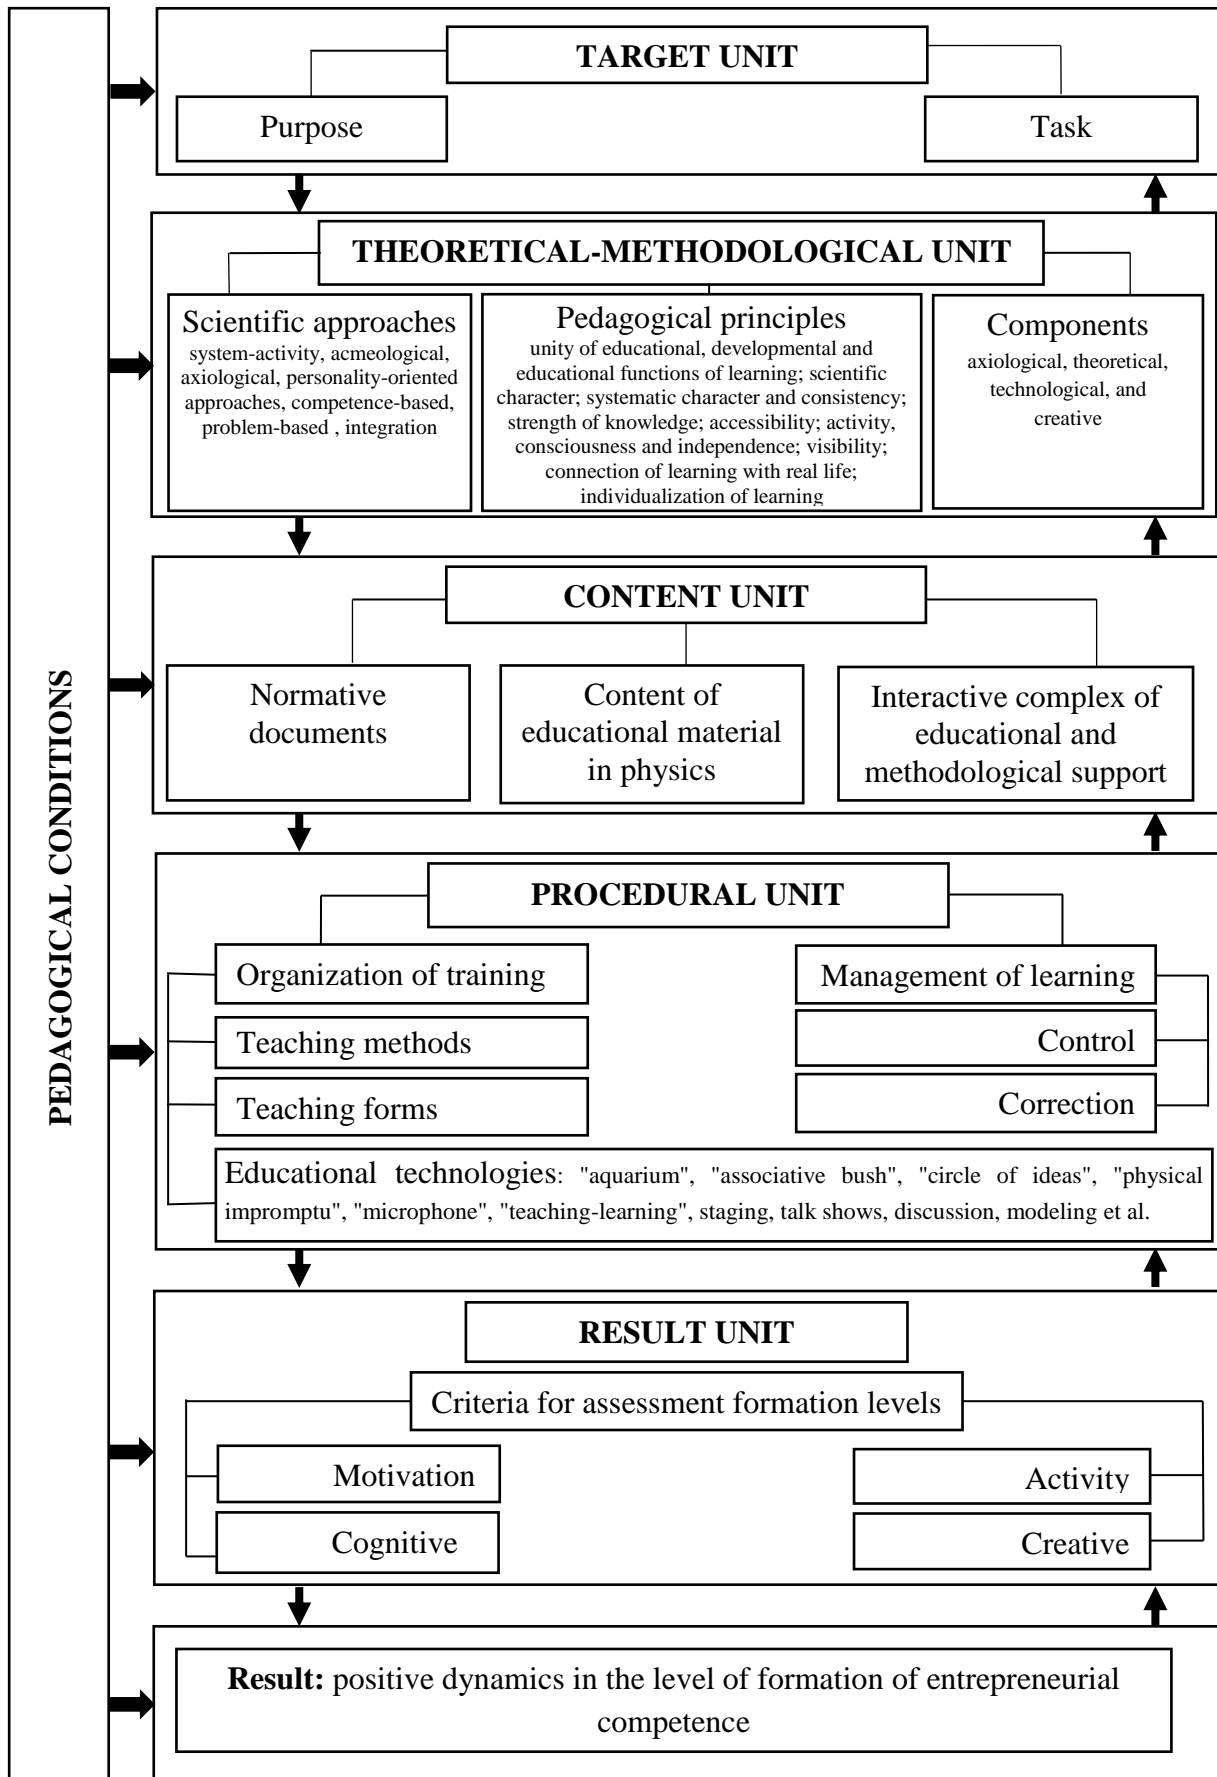 PEDAGOGICAL CONDITIONS
TARGET UNIT
Purpose
Task
THEORETICAL-METHODOLOGICAL UNIT
Scientific approaches
system-activity, acmeological,
axiological, personality-oriented
approaches, competence-based,
problem-based , integration
Pedagogical principles
unity of educational, developmental and
educational functions of learning; scientific
character; systematic character and consistency;
strength of knowledge; accessibility; activity,
consciousness and independence; visibility;
connection of learning with real life;
individualization of learning
Components
axiological, theoretical,
technological, and
creative
CONTENT UNIT
Normative
documents
Content of
educational material
in physics
Interactive complex of
educational and
methodological support
PROCEDURAL UNIT
Organization of training
Teaching methods
Teaching forms
Management of learning
Control
Correction
Educational technologies: "aquarium", "associative bush", "circle of ideas", "physical
impromptu", "microphone", "teaching-learning", staging, talk shows, discussion, modeling et al.
RESULT UNIT
Criteria for assessment formation levels
Motivation
Cognitive
Activity
Creative
Result: positive dynamics in the level of formation of entrepreneurial
competence